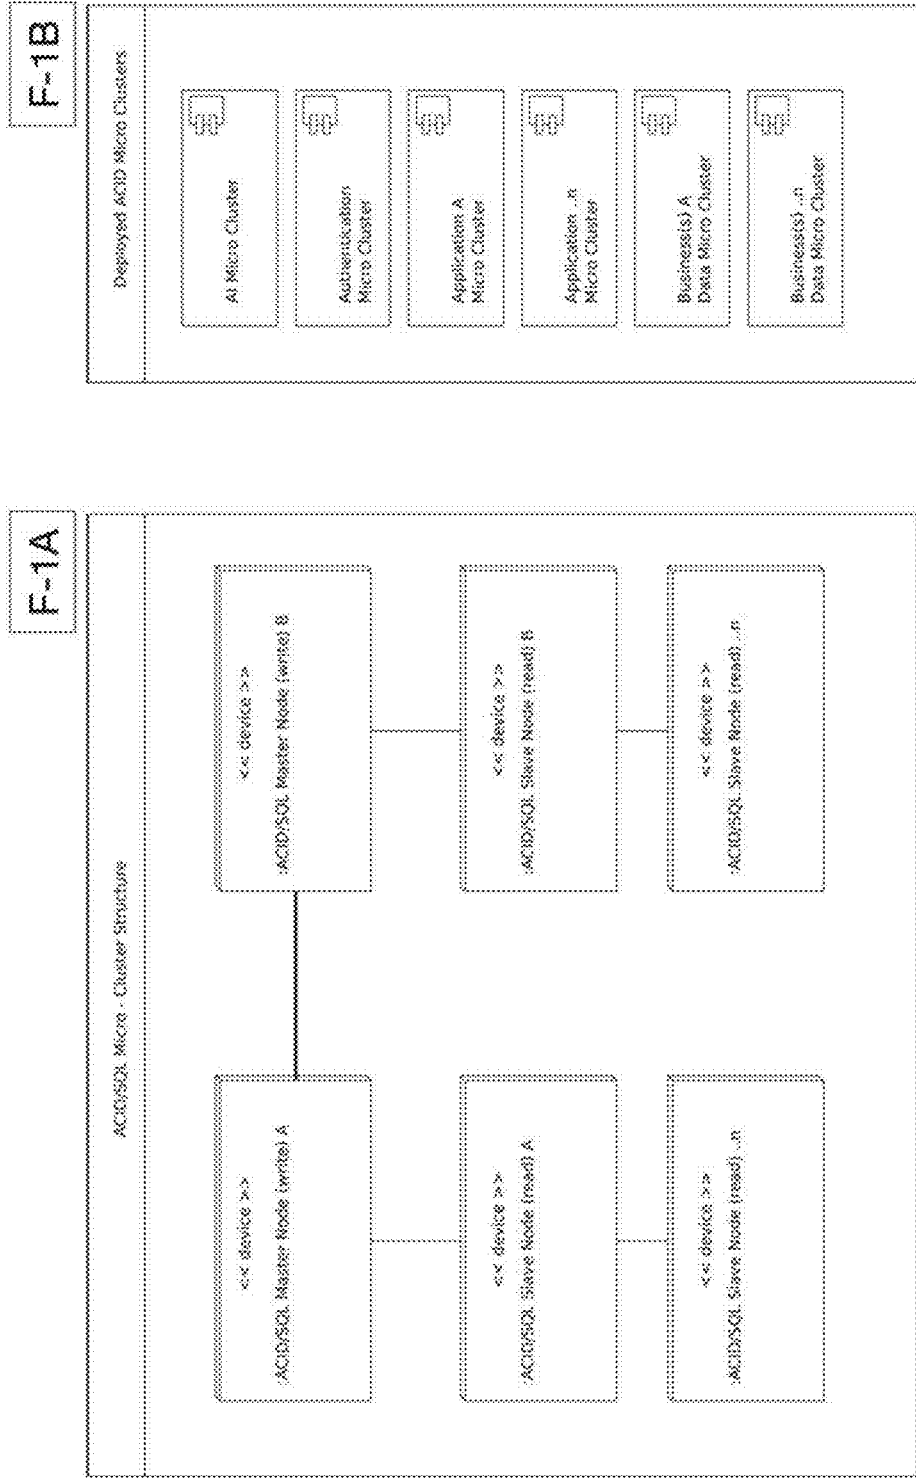 F-1A
ACID/SQL Micro - Cluster Structure
<< device >>
:ACID/SQL Master Node (write) A
<< device >>
:ACID/SQL Master Node (write) B
<< device >>
:ACID/SQL Slave Node (read) A
<< device >>
:ACID/SQL Slave Node (read) B
<< device >>
:ACID/SQL Slave Node (read) ..n
<< device >>
:ACID/SQL Slave Node (read) ..n
F-1B
Deployed ACID Micro Clusters
AI Micro Cluster
Authentication
Micro Cluster
Application A
Micro Cluster
Application ..n
Micro Cluster
Business(s) A
Data Micro Cluster
Business(s) ..n
Data Micro Cluster